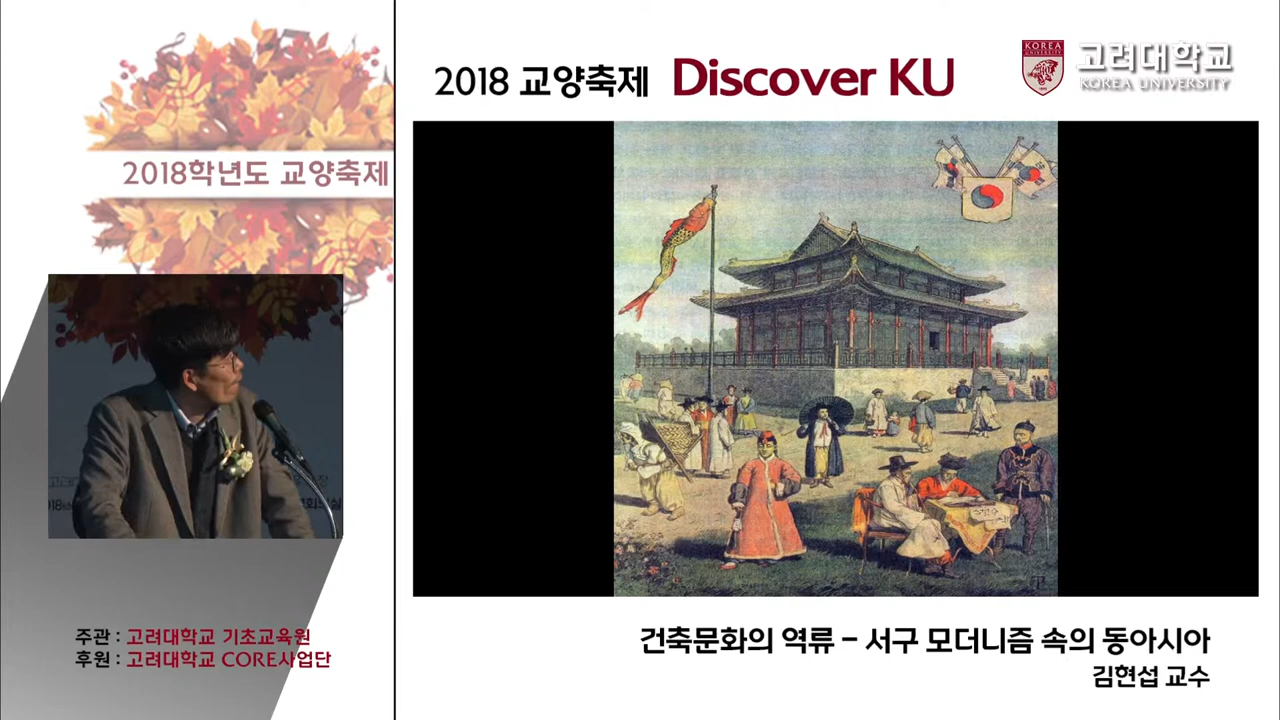 2018학년도 교양축제
2018 교양축제 Discover KU
KOREA
UNIVERSITY
고려대학교
KOREA UNIVERSITY
주관 : 고려대학교 기초교육원
후원 : 고려대학교 CORE사업단
건축문화의 역류 – 서구 모더니즘 속의 동아시아
김현섭 교수